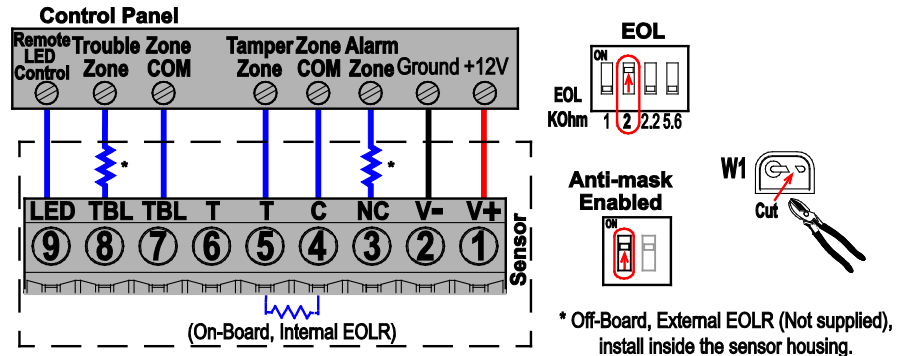 Control Panel
Remote LED Control
Trouble Zone
Zone COM
Tamper Zone
Zone COM
Alarm Zone
Ground
+12V
*
*
LED TBL TBL T T C NC V- V+
9 8 7 6 5 4 3 2 1
Sensor
(On-Board, Internal EOLR)
EOL
ON
EOL KOhm
1 2 2.2 5.6
Anti-mask
Enabled
ON
W1
Cut
* Off-Board, External EOLR (Not supplied),
install inside the sensor housing.